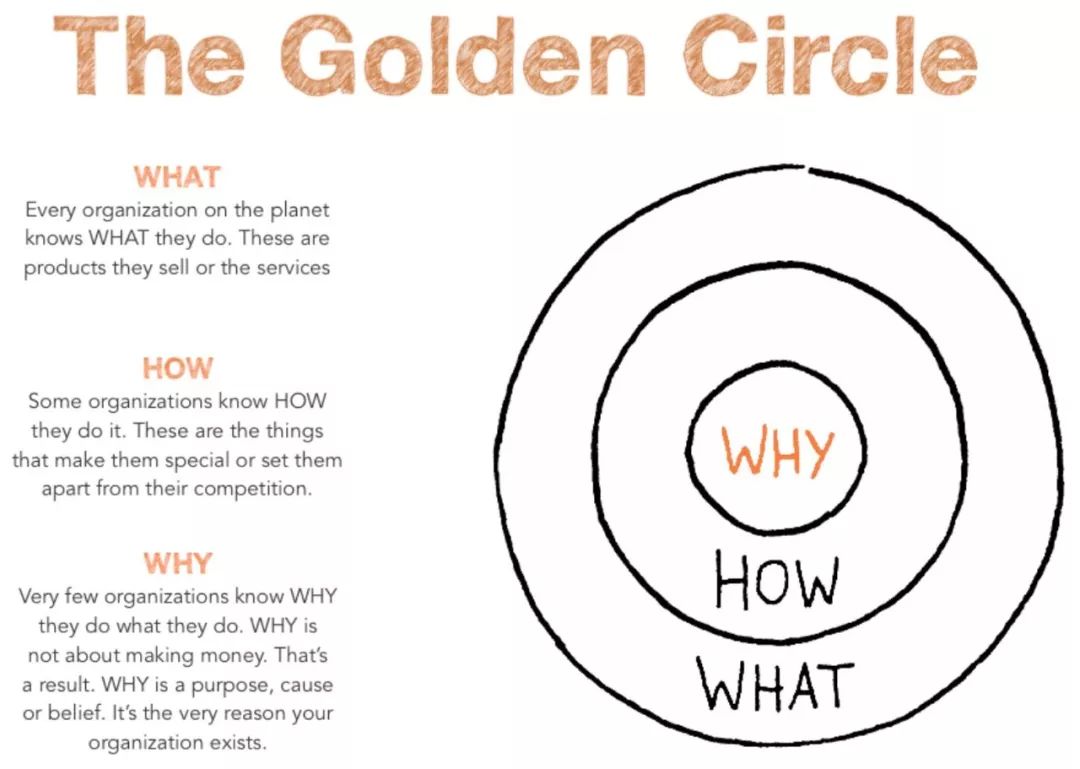 The Golden Circle
WHAT
Every organization on the planet
knows WHAT they do. These are
products they sell or the services
HOW
Some organizations know HOW
they do it. These are the things
that make them special or set them
apart from their competition.
WHY
Very few organizations know WHY
they do what they do. WHY is
not about making money. That's
a result. WHY is a purpose, cause
or belief. It's the very reason your
organization exists.
WHY
HOW
WHAT